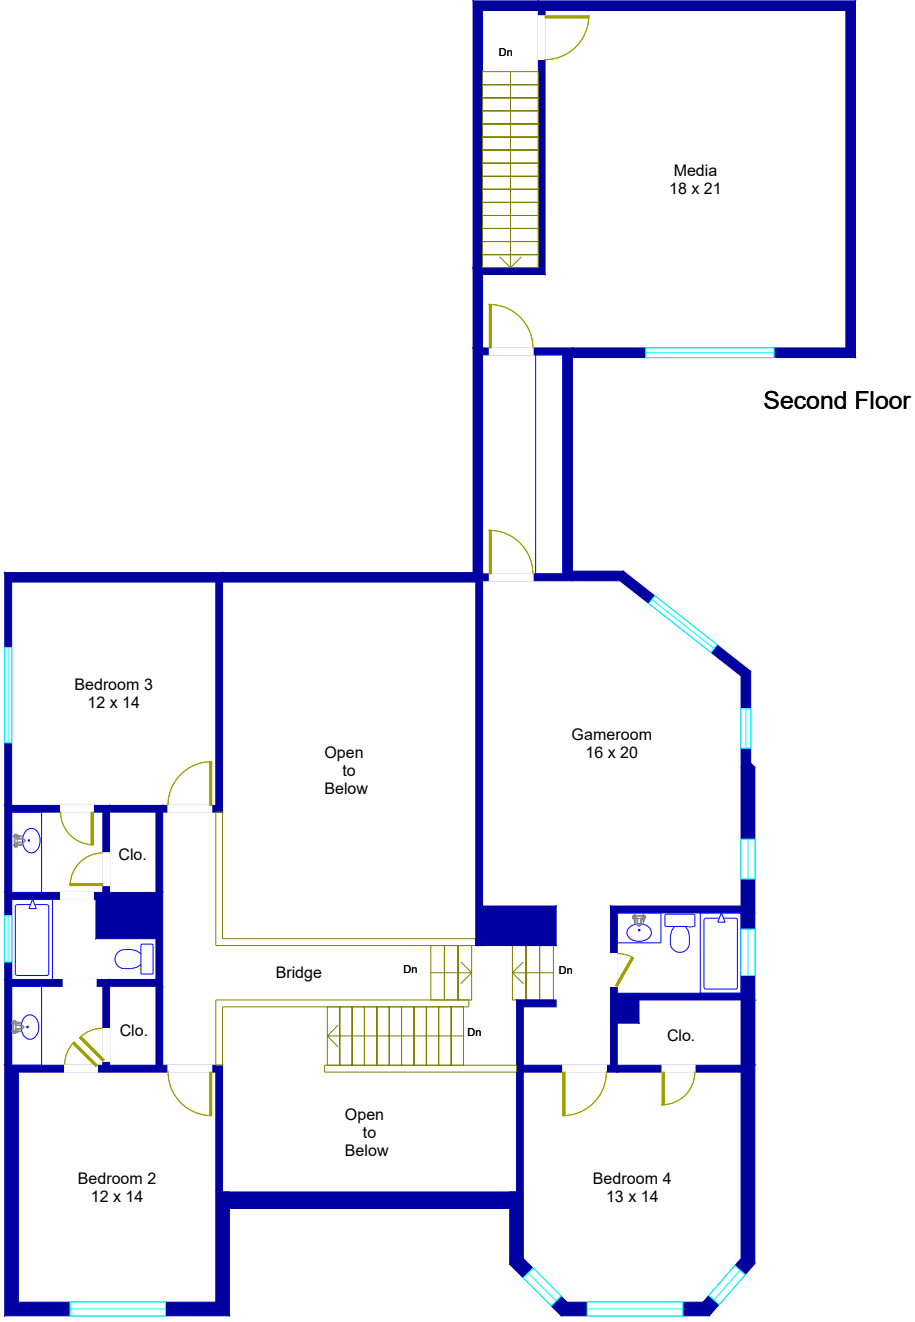 Dn
Media
18 x 21
Second Floor
Bedroom 3
12 x 14
Gameroom
16 x 20
Open
to
Below
Clo.
Bridge
Dn
Dn
Clo.
Dn
Clo.
Open
to
Below
Bedroom 2
12 x 14
Bedroom 4
13 x 14